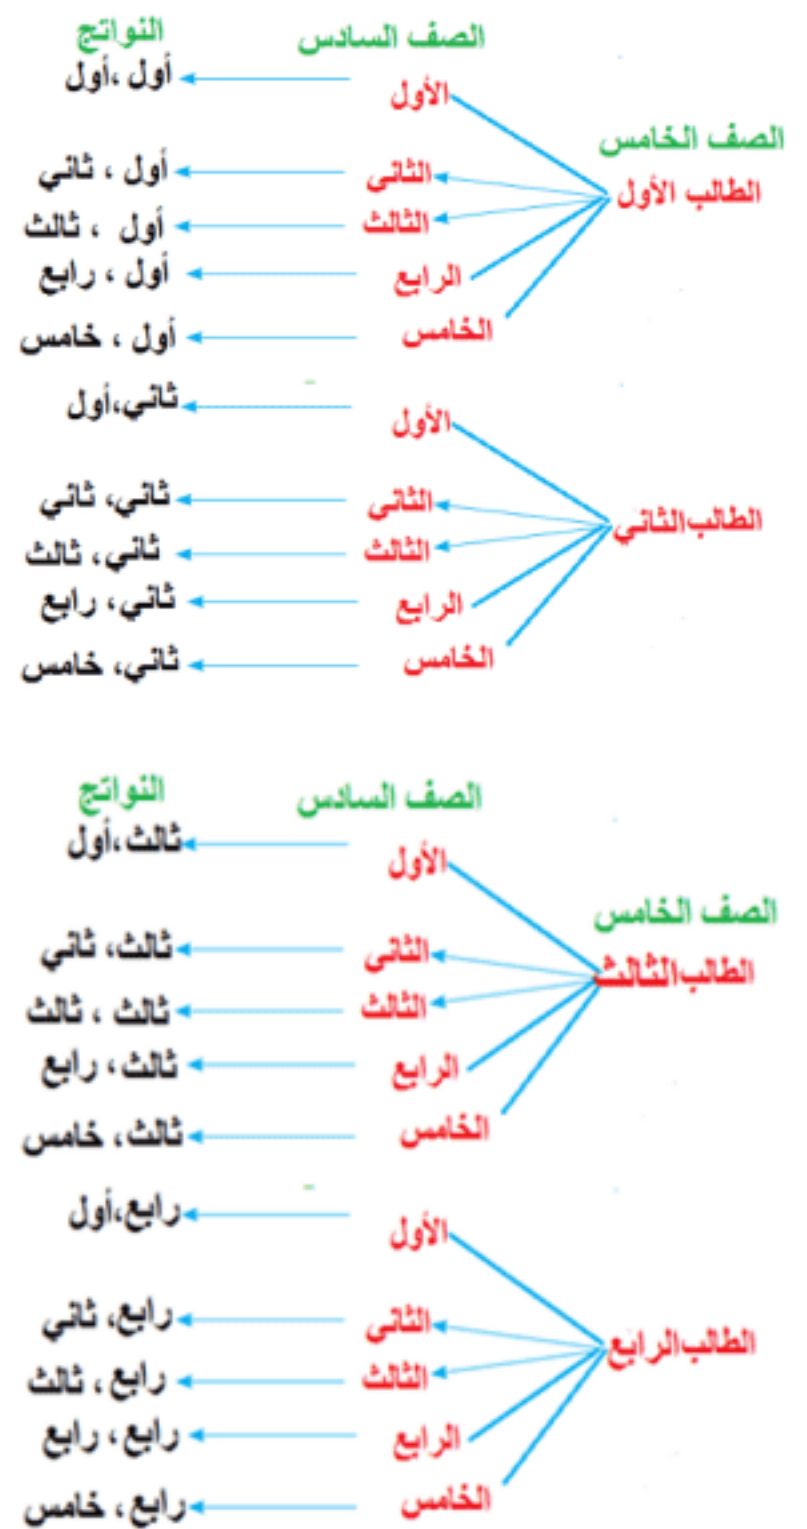 الصف السادس النواتج
الصف الخامس
الطالب الأول
الأول أول ،أول
الثاني أول ، ثاني
الثالث أول ، ثالث
الرابع أول ، رابع
الخامس أول ، خامس
الطالب الثاني
الأول ثاني،أول
الثاني ثاني، ثاني
الثالث ثاني، ثالث
الرابع ثاني، رابع
الخامس ثاني، خامس
الصف السادس النواتج
الصف الخامس
الطالب الثالث
الأول ثالث،أول
الثاني ثالث، ثاني
الثالث ثالث ، ثالث
الرابع ثالث، رابع
الخامس ثالث، خامس
الطالب الرابع
الأول رابع،أول
الثاني رابع، ثاني
الثالث رابع ، ثالث
الرابع رابع، رابع
الخامس رابع، خامس